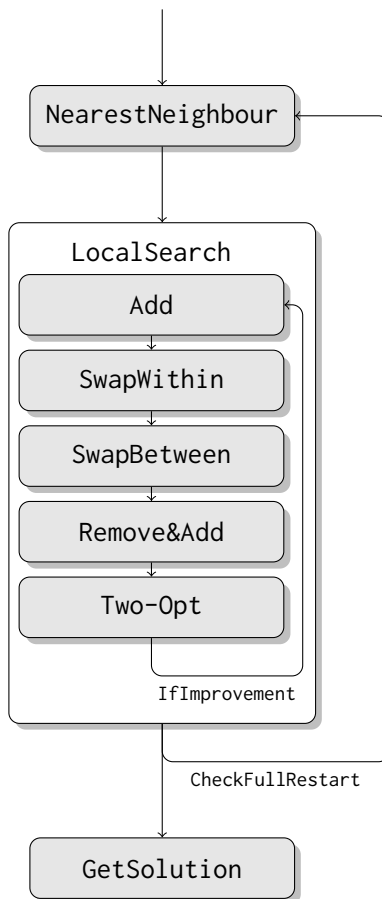 NearestNeighbour
LocalSearch
Add
SwapWithin
SwapBetween
Remove&Add
Two-Opt
IfImprovement
CheckFullRestart
GetSolution